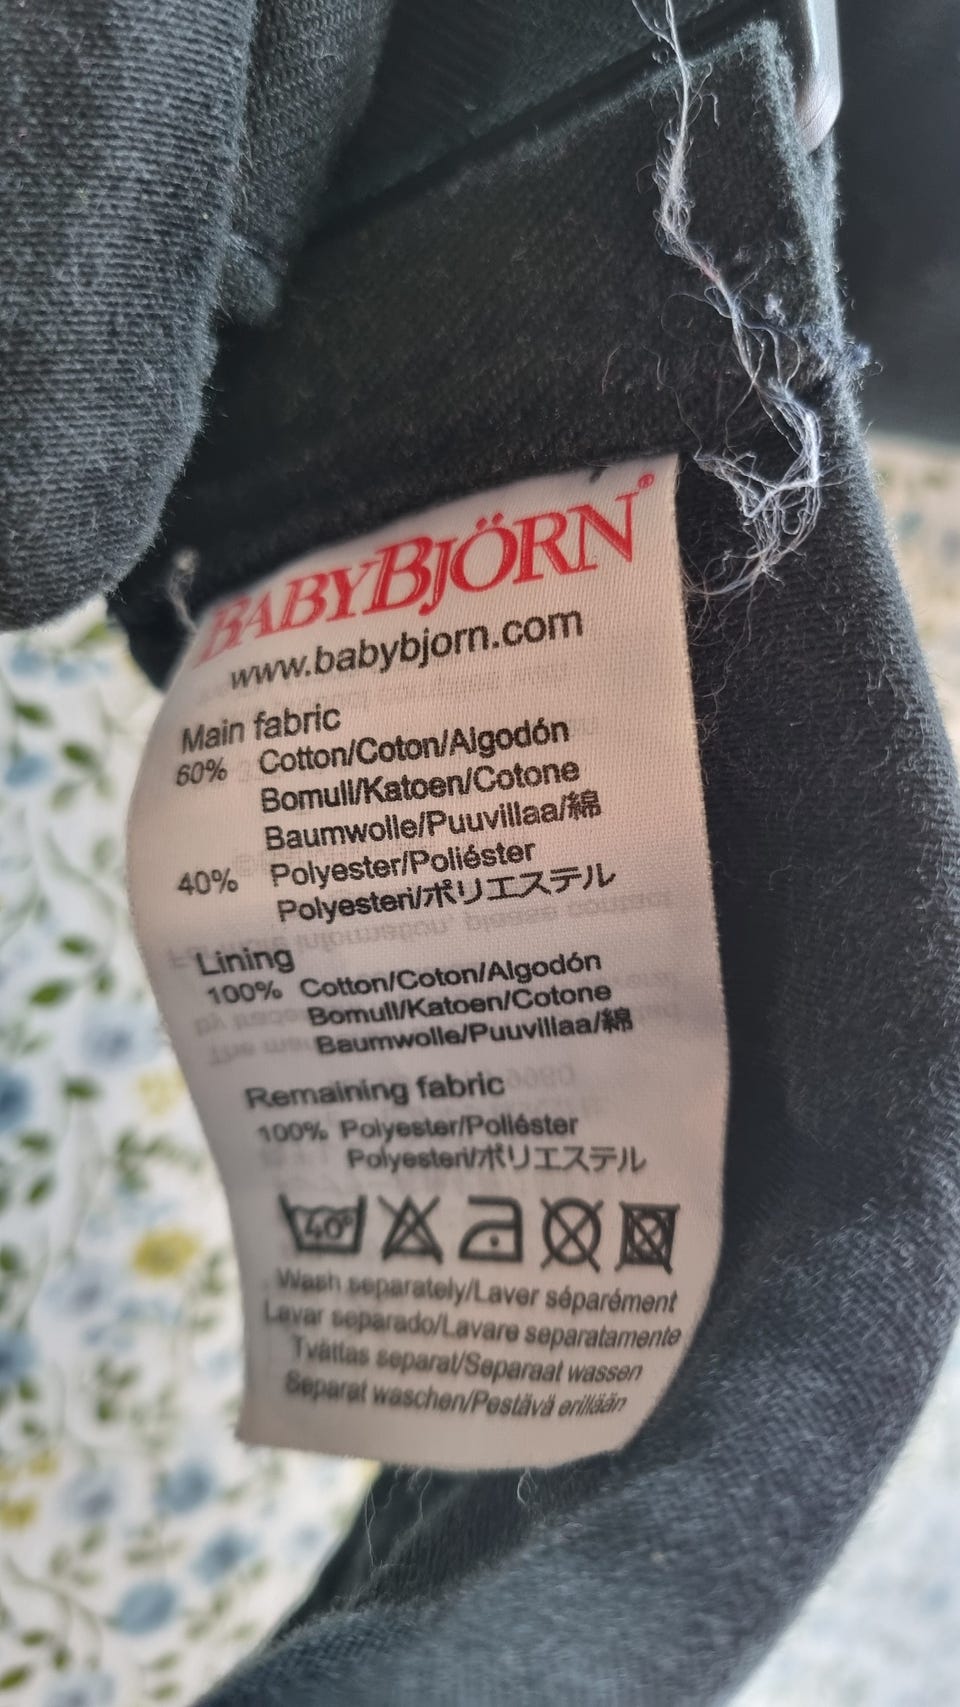 BABYBJÖRN®
www.babybjorn.com
Main fabric
60% Cotton/Coton/Algodón
Bomull/Katoen/Cotone
Baumwolle/Puuvillaa/綿
40% Polyester/Poliéster
Polyesteri/ポリエステル
Lining
100% Cotton/Coton/Algodón
Bomull/Katoen/Cotone
Baumwolle/Puuvillaa/綿
Remaining fabric
100% Polyester/Poliéster
Polyesteri/ポリエステル
40°
Wash separately/Laver séparément
Lavar separado/Lavare separatamente
Tvättas separat/Separaat wassen
Separat waschen/Pestävä erillään